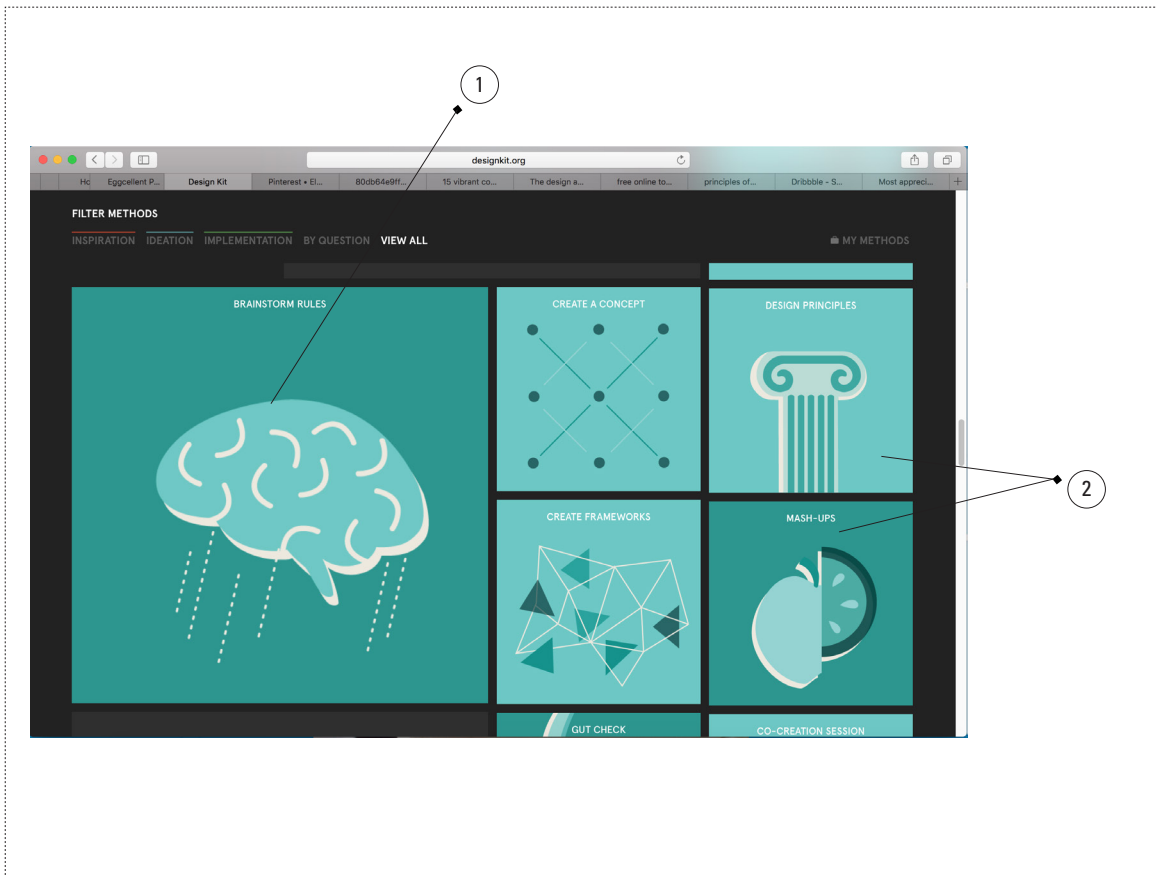 1
designkit.org
Ho
Eggcellent P...
Design Kit
Pinterest • El...
80db64e9ff...
15 vibrant co...
The design a...
free online to...
principles of...
Dribbble - S...
Most appreci...
FILTER METHODS
INSPIRATION IDEATION IMPLEMENTATION BY QUESTION VIEW ALL
MY METHODS
BRAINSTORM RULES
CREATE A CONCEPT
DESIGN PRINCIPLES
2
CREATE FRAMEWORKS
MASH-UPS
GUT CHECK
CO-CREATION SESSION